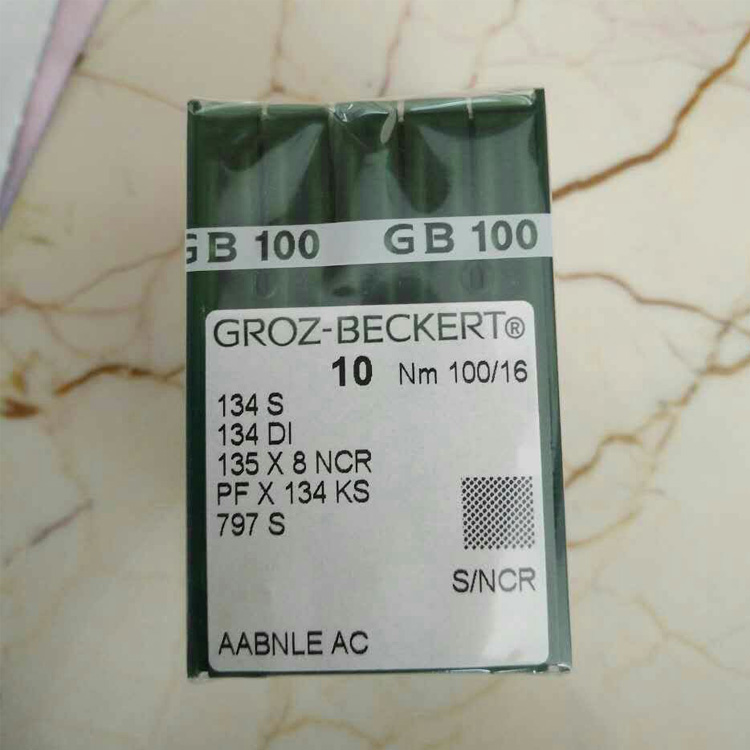 GB 100 GB 100
GROZ-BECKERT®
10 Nm 100/16
134 S
134 DI
135 X 8 NCR
PF X 134 KS
797 S
S/NCR
AABNLE AC